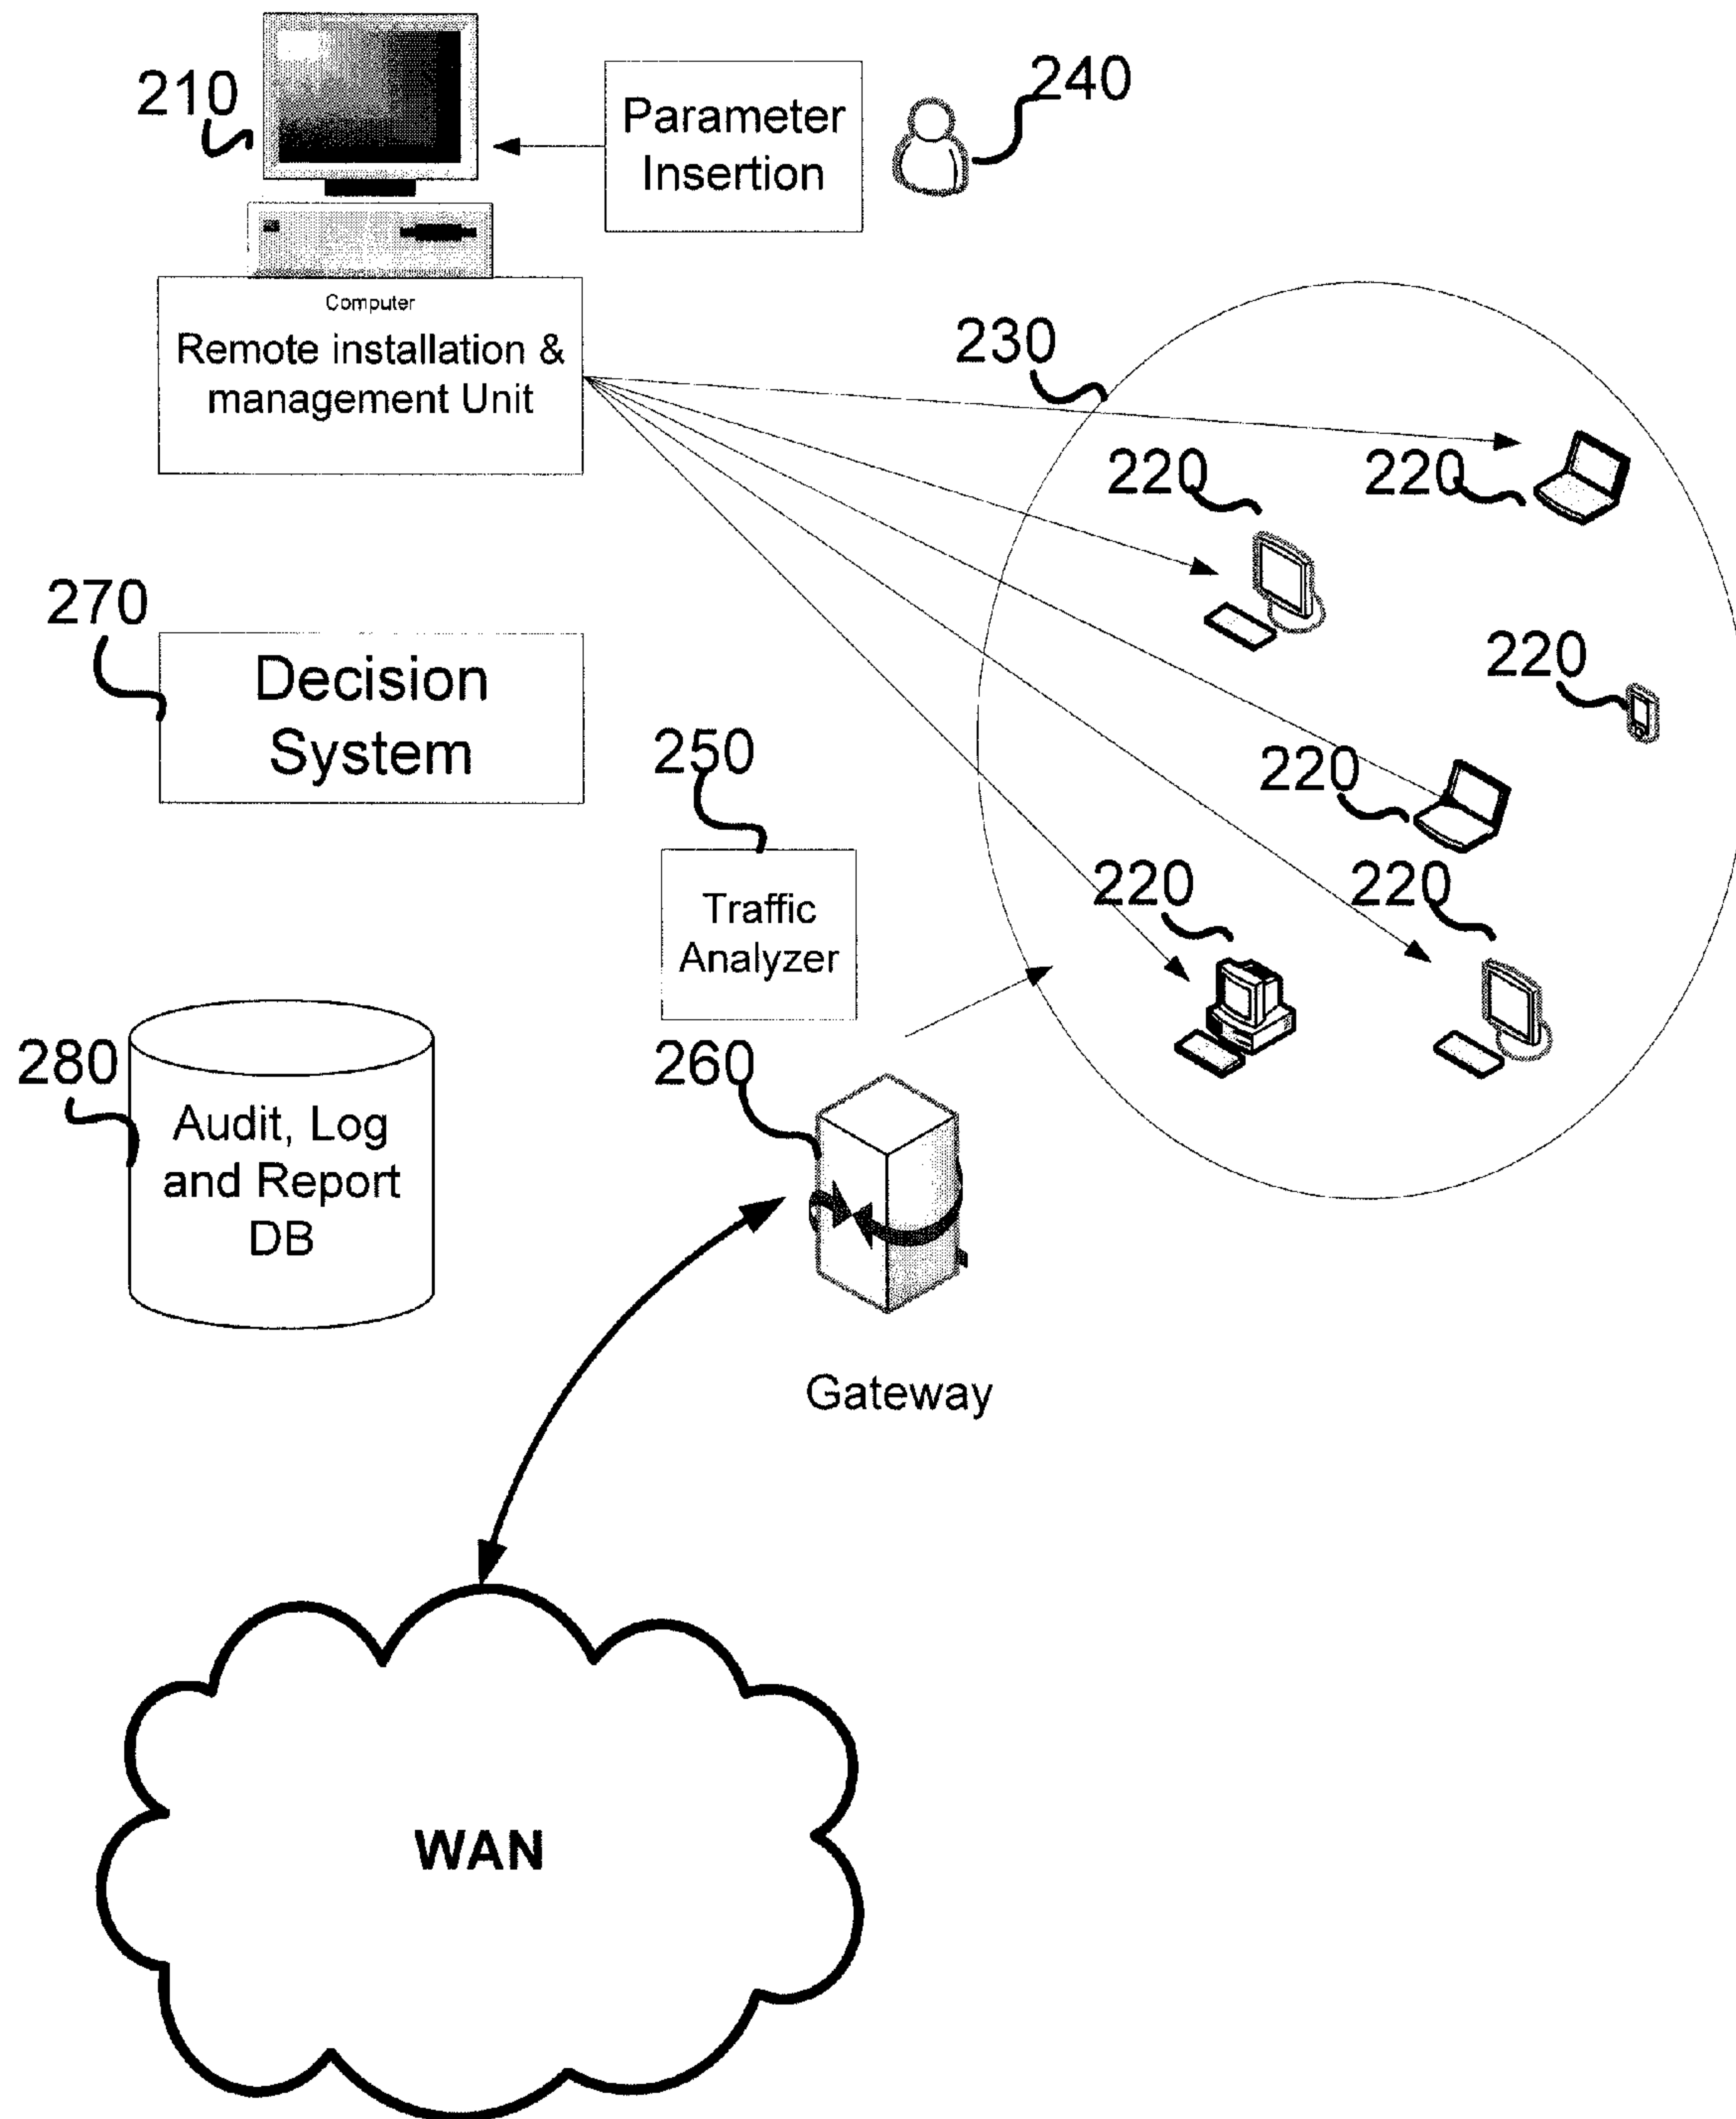 210
Parameter
Insertion
240
Computer
Remote installation &
management Unit
230
220
220
270
Decision
System
220
250
220
Traffic
Analyzer
220
220
280
Audit, Log
and Report
DB
260
Gateway
WAN